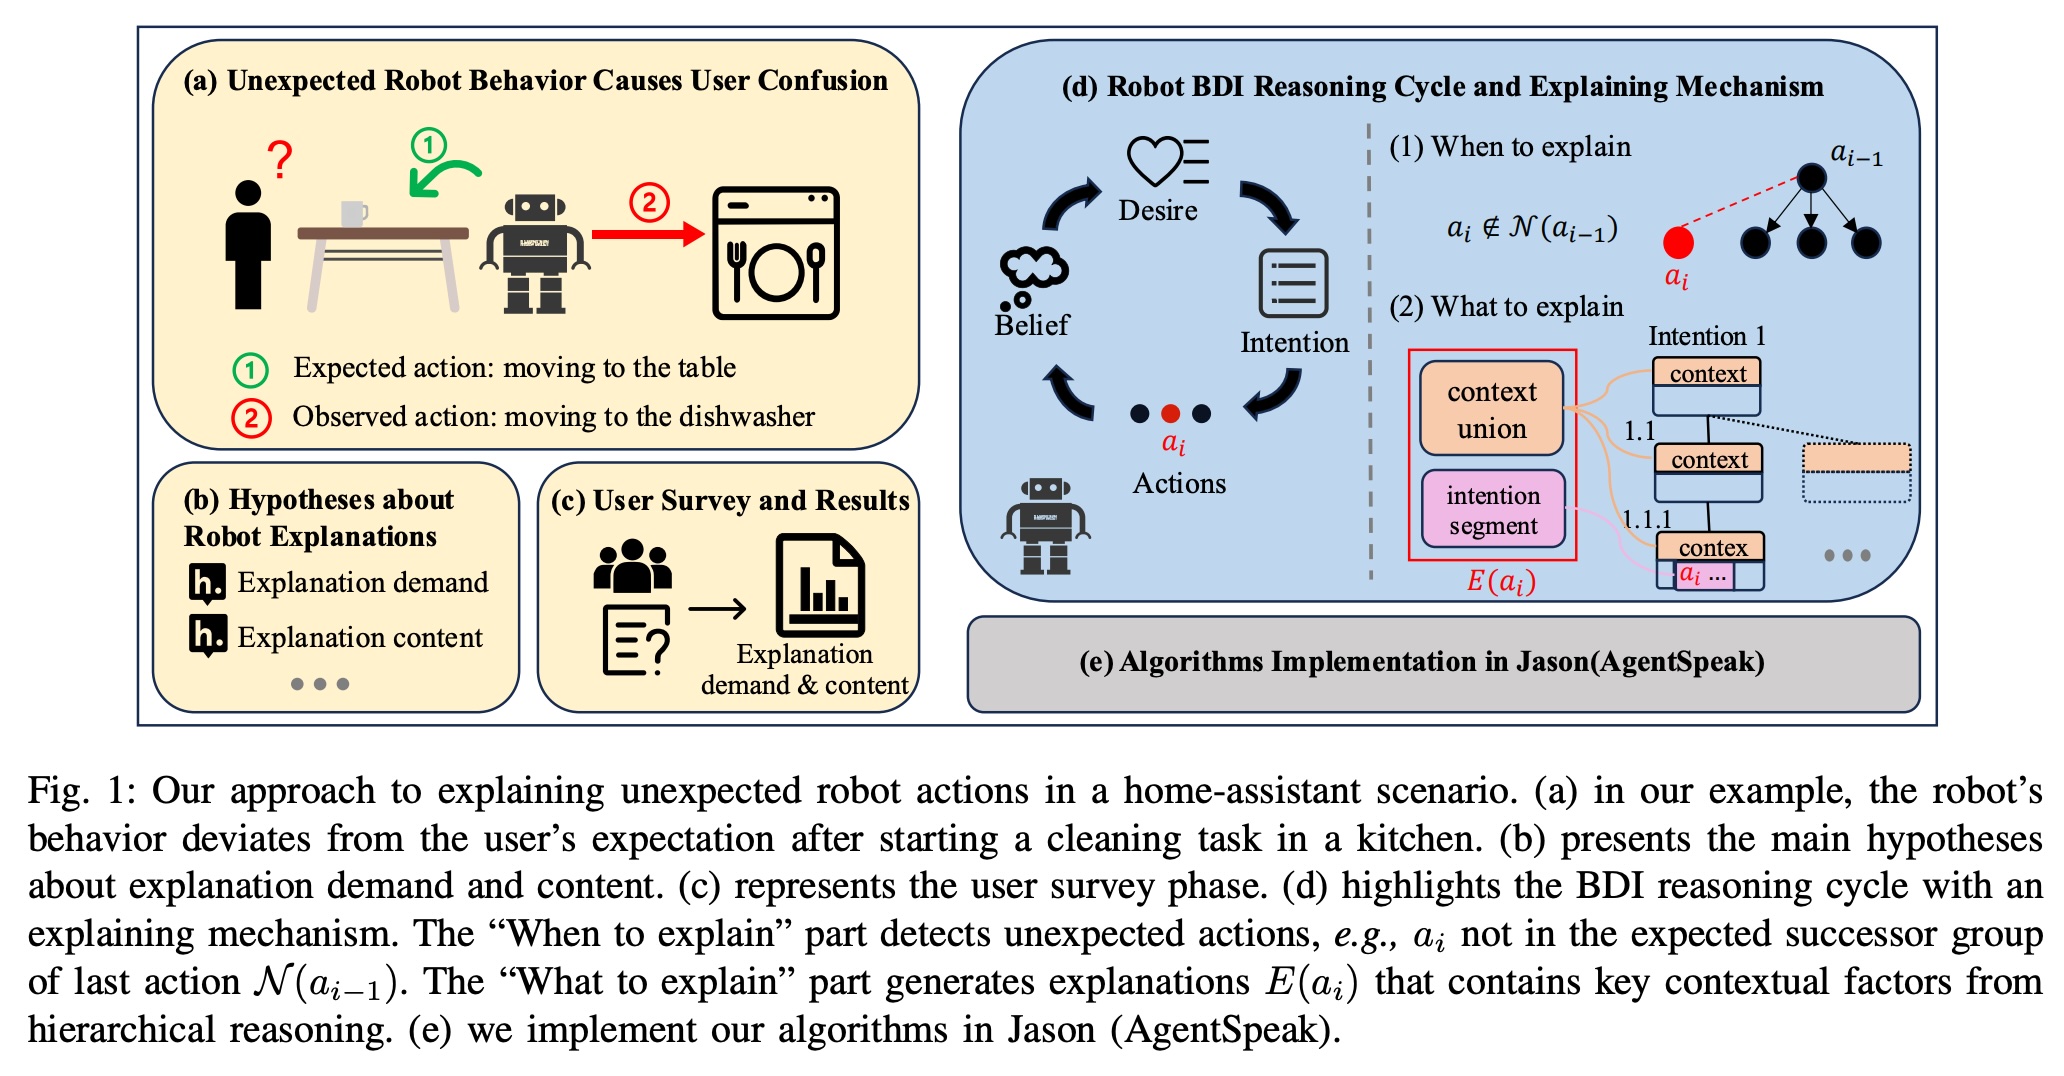 (a) Unexpected Robot Behavior Causes User Confusion
?
1
2
1 Expected action: moving to the table
2 Observed action: moving to the dishwasher
(b) Hypotheses about
Robot Explanations
h. Explanation demand
h. Explanation content
(c) User Survey and Results
?
Explanation
demand & content
(d) Robot BDI Reasoning Cycle and Explaining Mechanism
Desire
Belief
Intention
a_i
Actions
(1) When to explain
a_{i−1}
a_i ∉ 𝒩(a_{i−1})
a_i
(2) What to explain
Intention 1
context
union
context
1.1
context
intention
segment
1.1.1
contex
a_i ...
E(a_i)
(e) Algorithms Implementation in Jason(AgentSpeak)
Fig. 1: Our approach to explaining unexpected robot actions in a home-assistant scenario. (a) in our example, the robot’s
behavior deviates from the user’s expectation after starting a cleaning task in a kitchen. (b) presents the main hypotheses
about explanation demand and content. (c) represents the user survey phase. (d) highlights the BDI reasoning cycle with an
explaining mechanism. The “When to explain” part detects unexpected actions, e.g., a_i not in the expected successor group
of last action 𝒩(a_{i−1}). The “What to explain” part generates explanations E(a_i) that contains key contextual factors from
hierarchical reasoning. (e) we implement our algorithms in Jason (AgentSpeak).